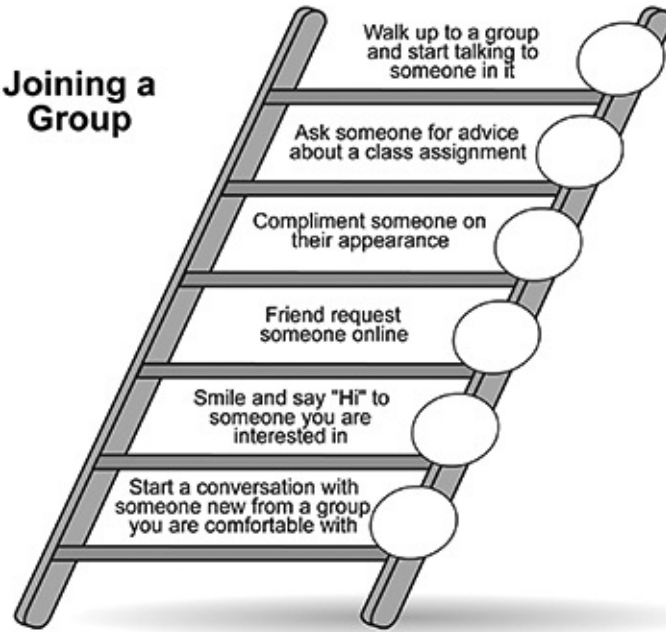 Joining a
Group
Walk up to a group
and start talking to
someone in it
Ask someone for advice
about a class assignment
Compliment someone on
their appearance
Friend request
someone online
Smile and say "Hi" to
someone you are
interested in
Start a conversation with
someone new from a group
you are comfortable with